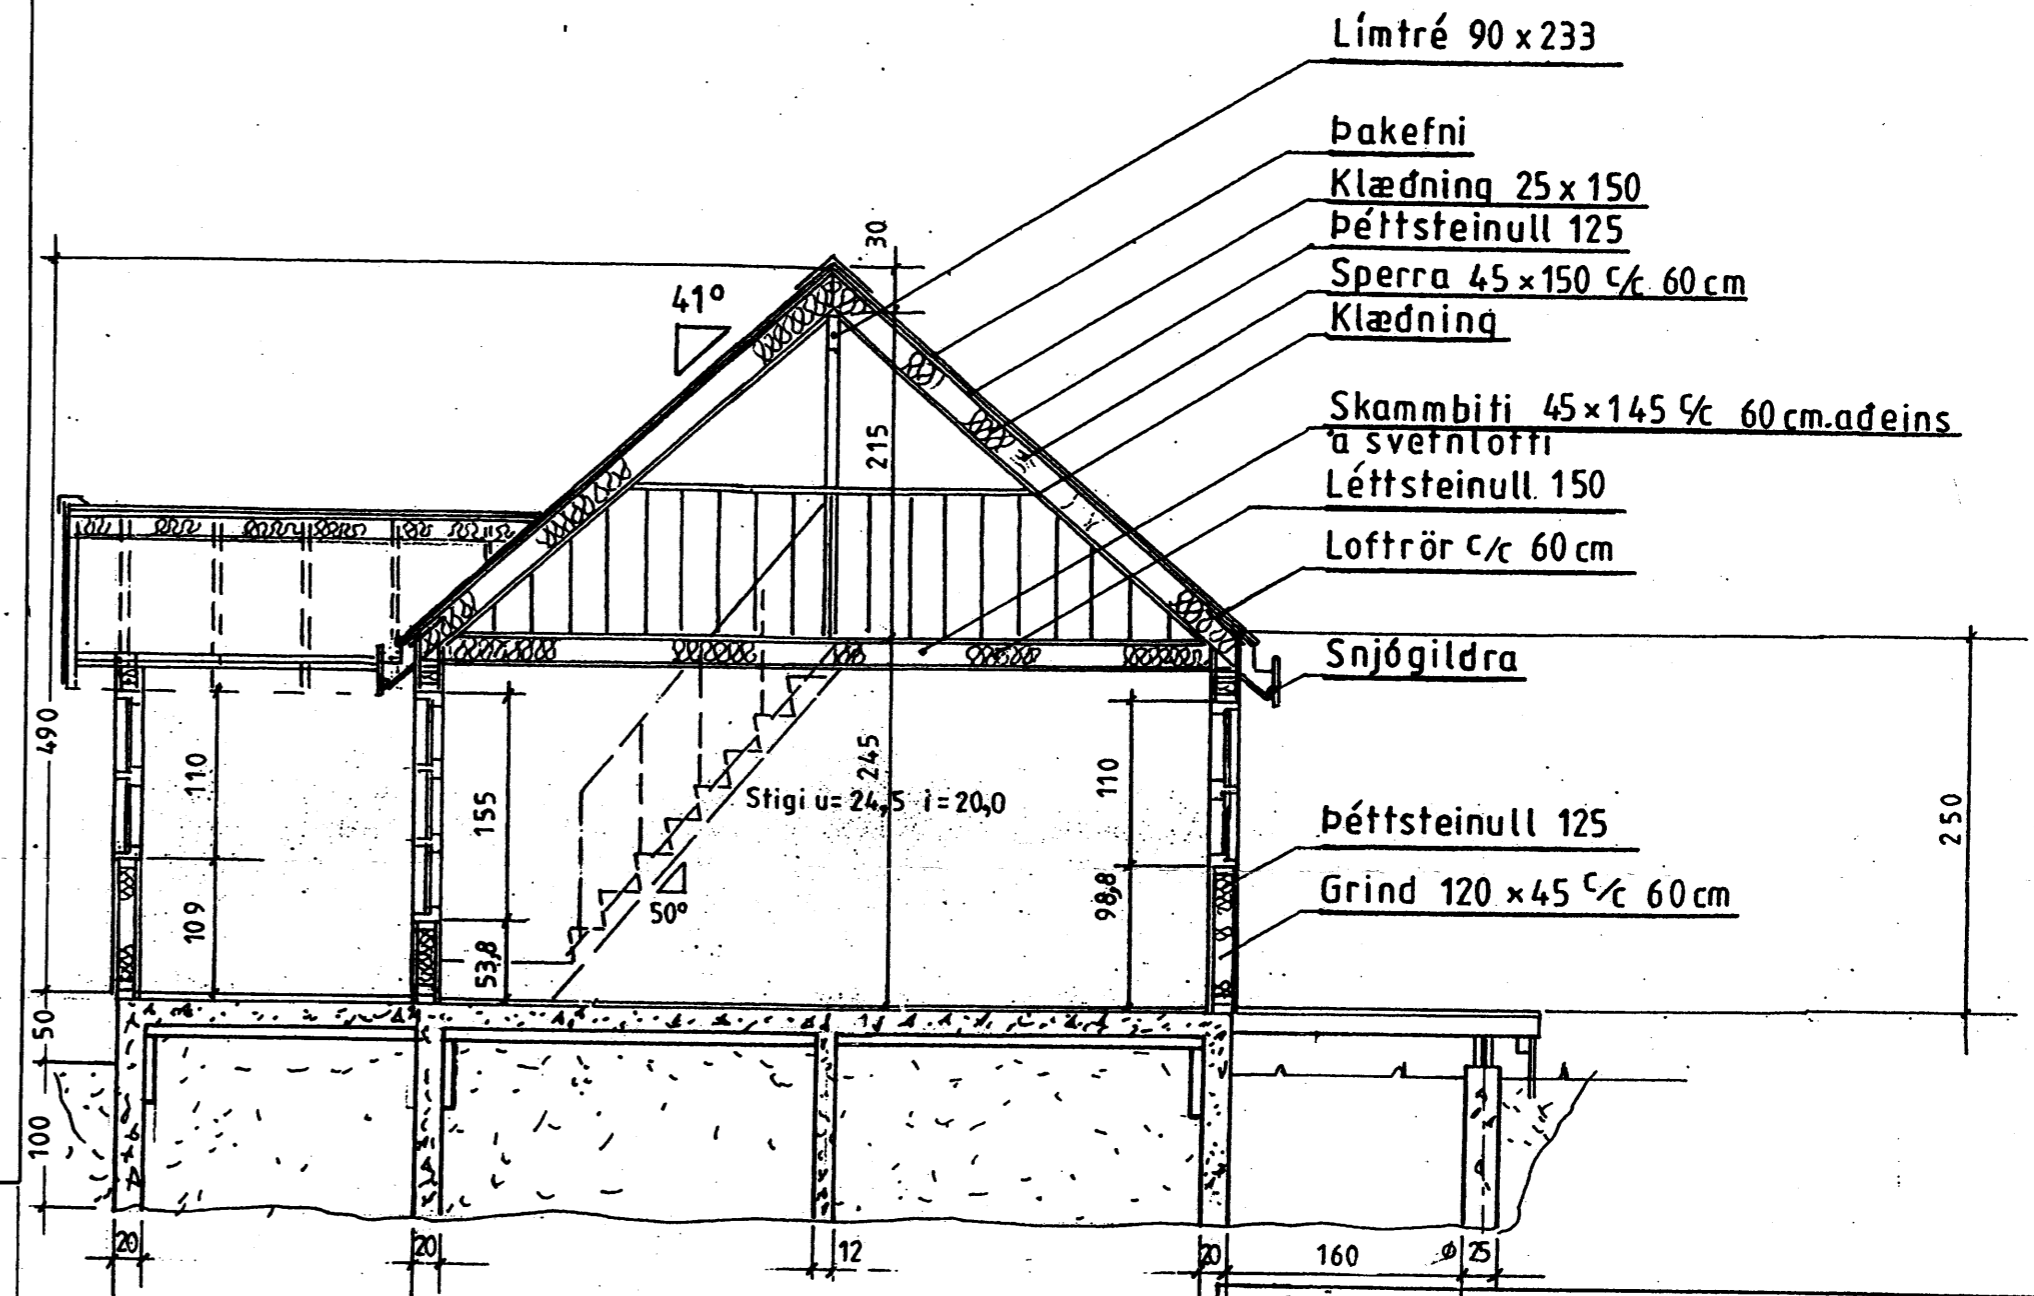 Límtré 90 x 233
Þakefni
Klæðning 25 x 150
Þéttsteinull 125
Sperra 45 x 150 c/c 60 cm
Klæðning
Skammbiti 45 x 145 c/c 60 cm. aðeins
á svefnlofti
Léttsteinull 150
Loftrör c/c 60 cm
Snjógildra
Þéttsteinull 125
Grind 120 x 45 c/c 60 cm
30
41°
215
490
110
155
245
Stigi u= 24,5 i= 20,0
110
250
109
53,8
50°
98,8
50
100
20
20
12
20
160
ø 25